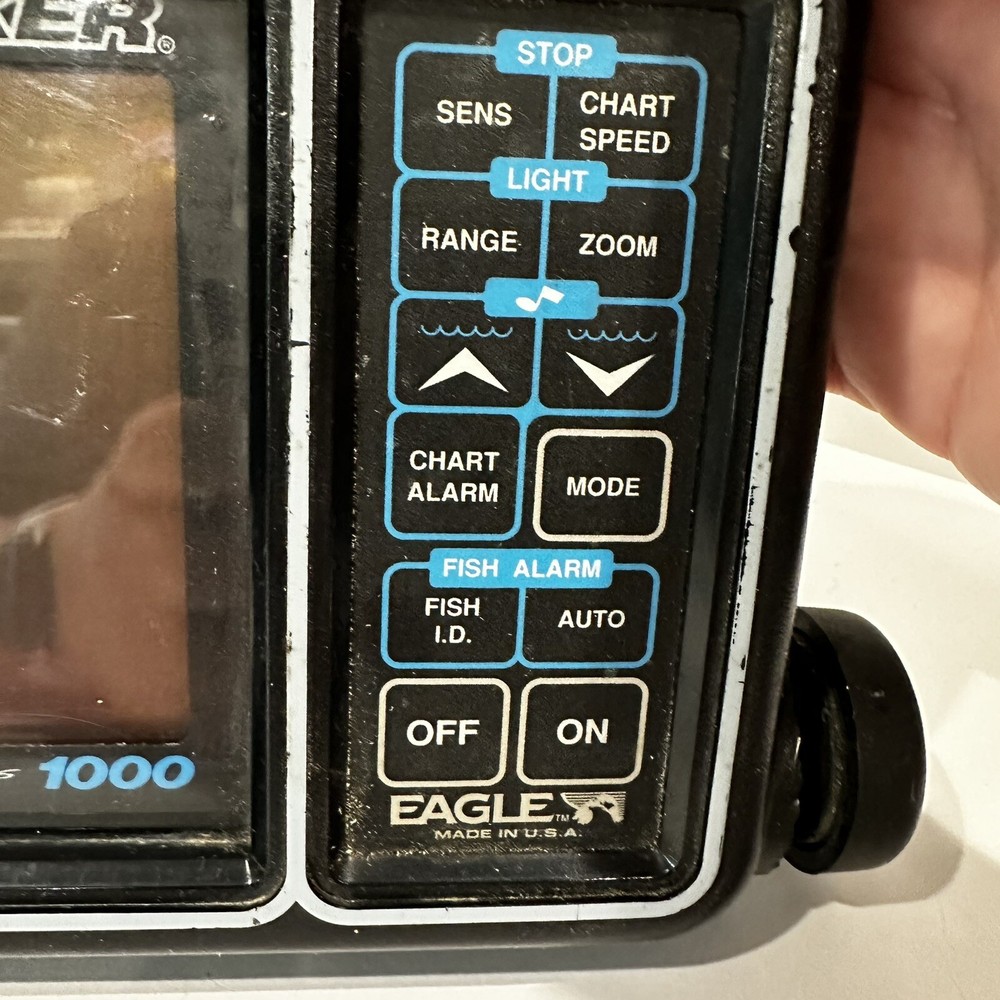 KER®
STOP
SENS
CHART
SPEED
LIGHT
RANGE
ZOOM
CHART
ALARM
MODE
FISH ALARM
FISH
I.D.
AUTO
OFF
ON
1000
EAGLE™
MADE IN U.S.A.